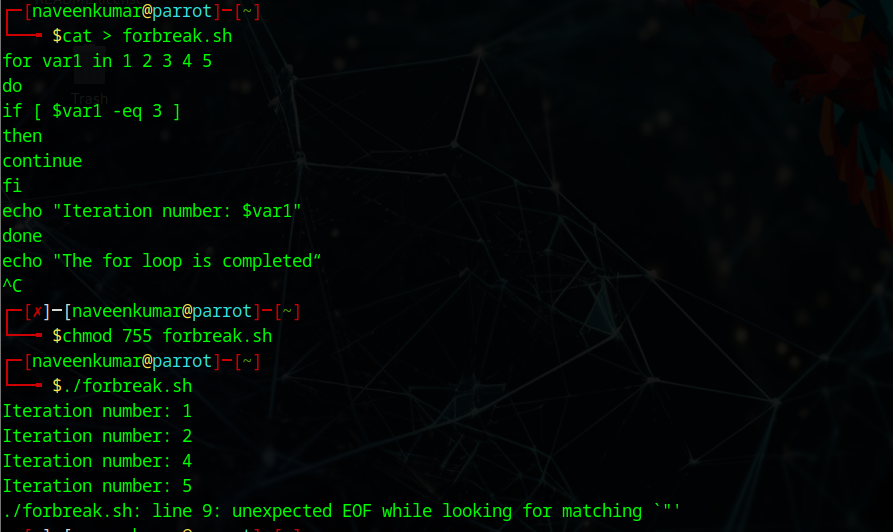 ┌─[naveenkumar@parrot]─[~]
└──╼ $cat > forbreak.sh
for var1 in 1 2 3 4 5
do
Trash
if [ $var1 -eq 3 ]
then
continue
fi
echo "Iteration number: $var1"
done
echo "The for loop is completed“
^C
┌─[✗]─[naveenkumar@parrot]─[~]
└──╼ $chmod 755 forbreak.sh
┌─[naveenkumar@parrot]─[~]
└──╼ $./forbreak.sh
Iteration number: 1
Iteration number: 2
Iteration number: 4
Iteration number: 5
./forbreak.sh: line 9: unexpected EOF while looking for matching `"'